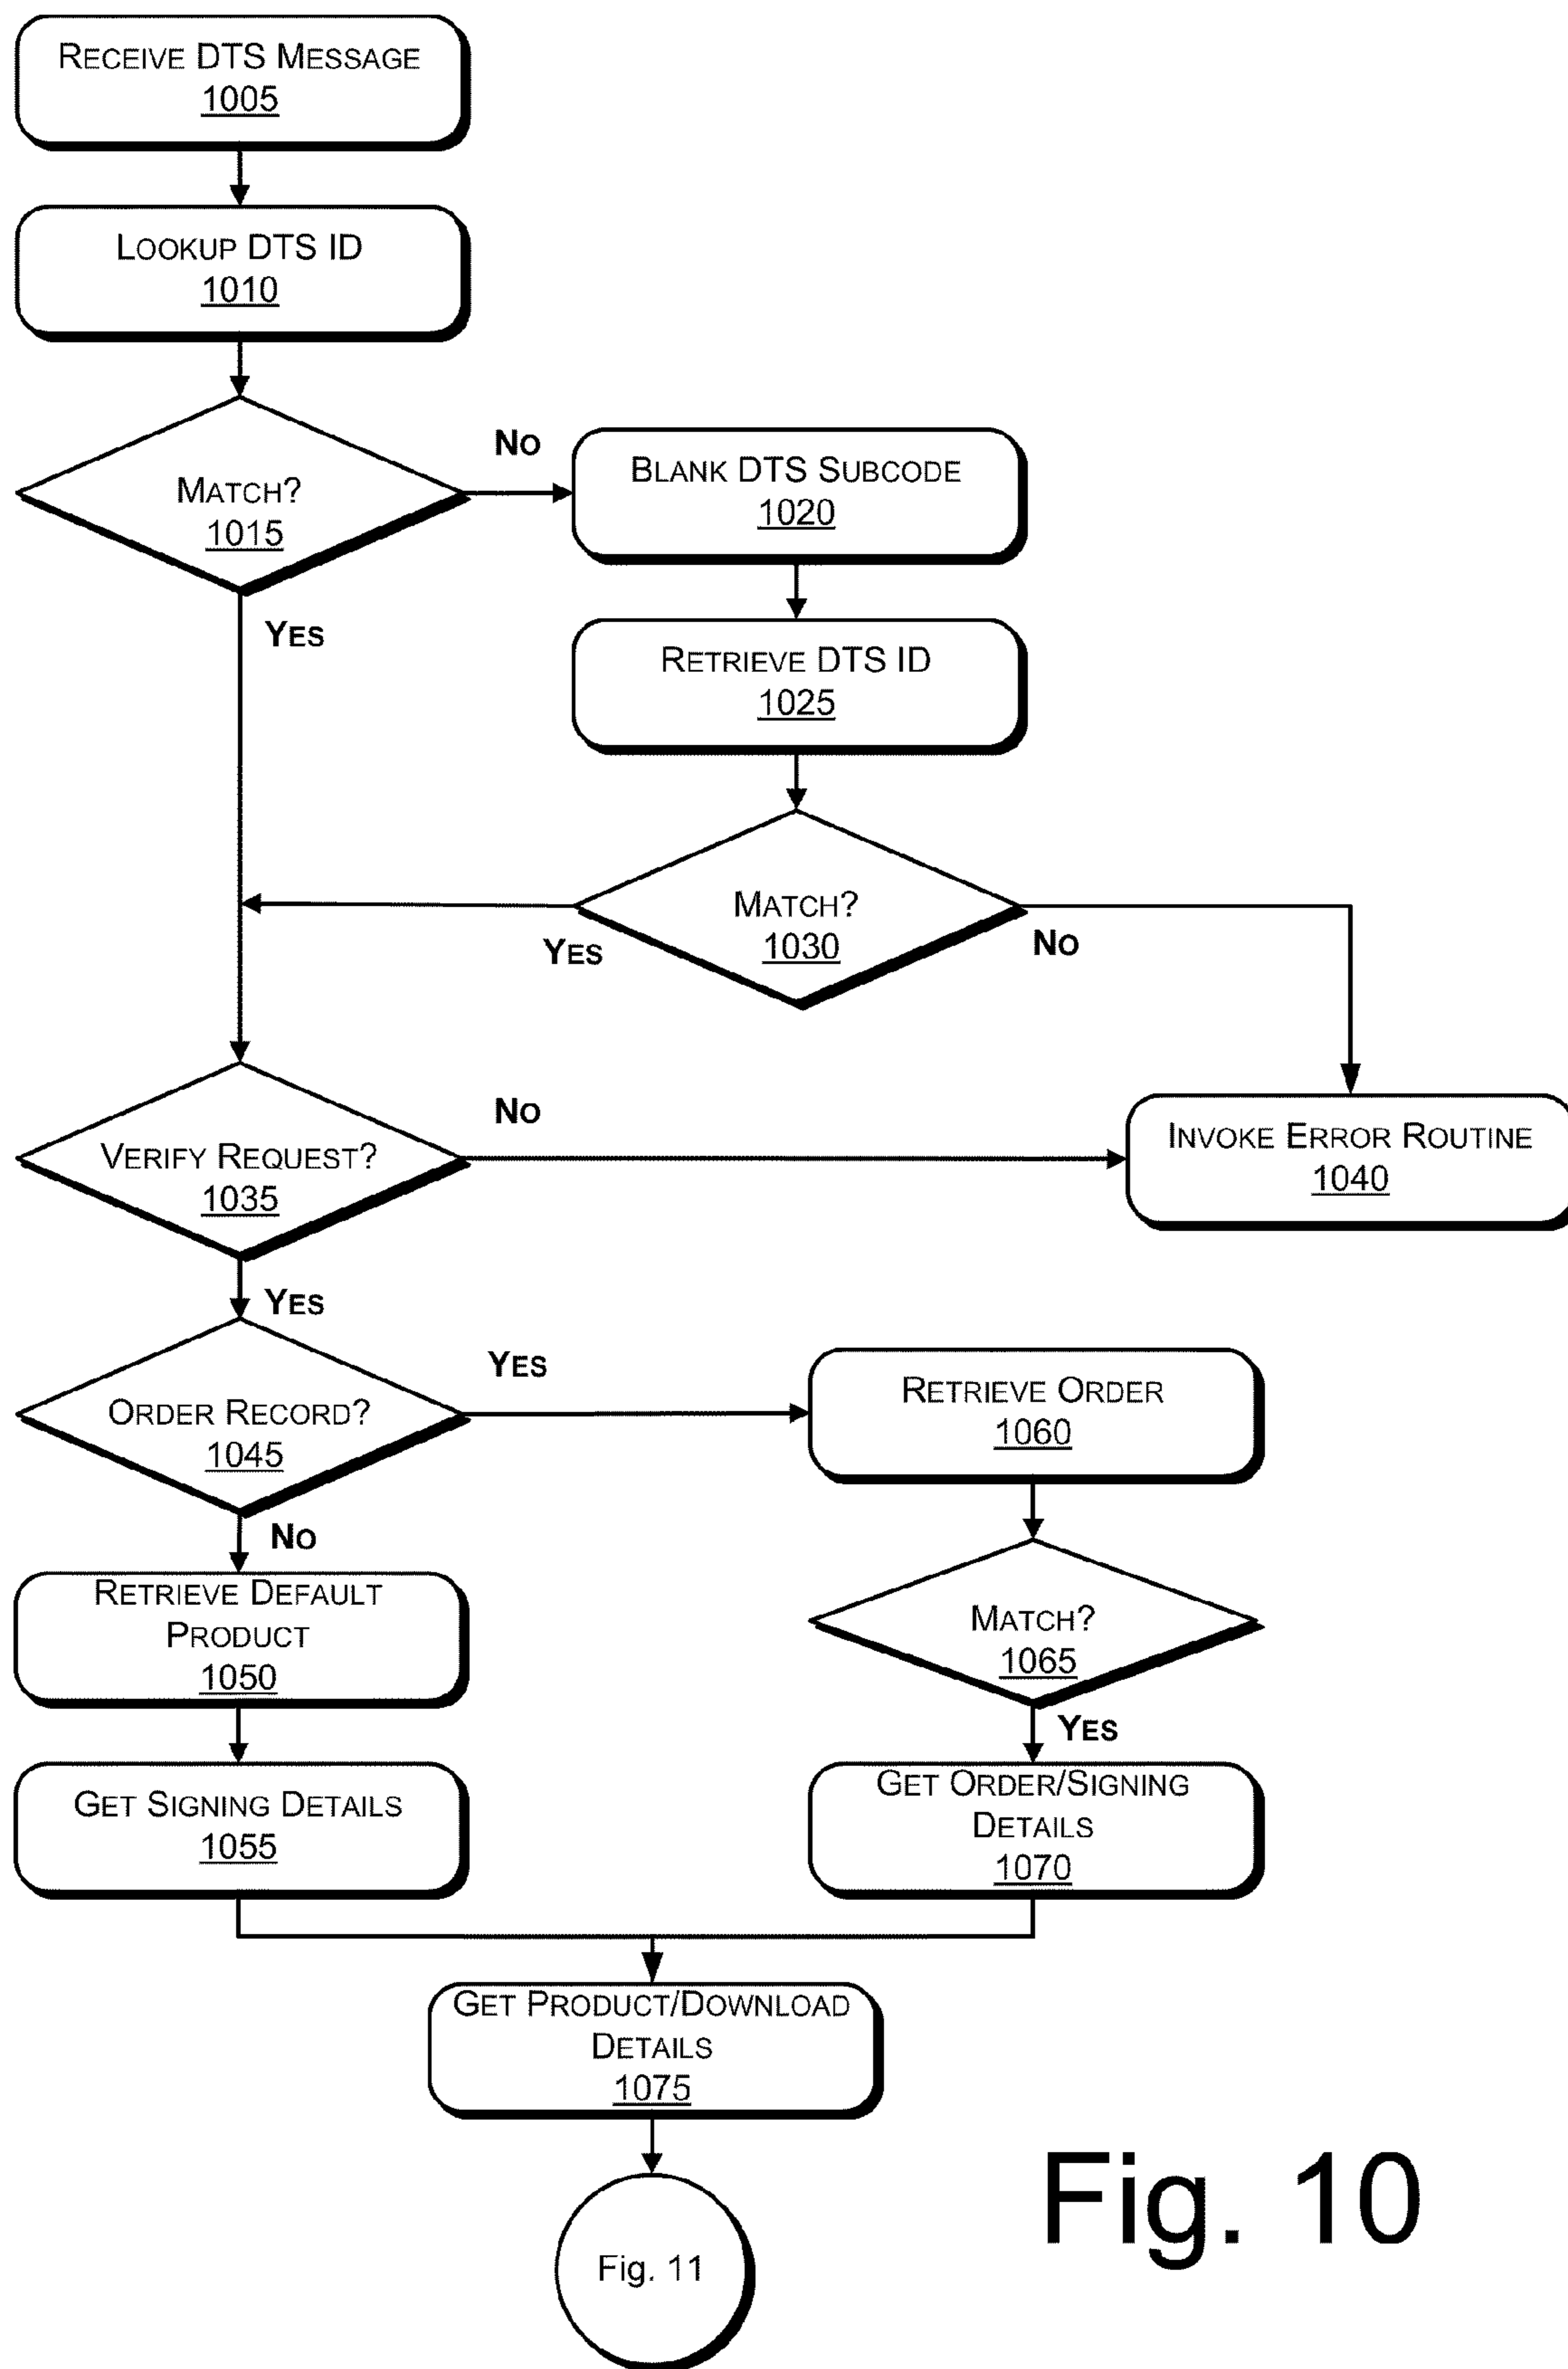 RECEIVE DTS MESSAGE
1005
LOOKUP DTS ID
1010
MATCH?
1015
NO
YES
BLANK DTS SUBCODE
1020
RETRIEVE DTS ID
1025
MATCH?
1030
YES
NO
VERIFY REQUEST?
1035
NO
YES
INVOKE ERROR ROUTINE
1040
ORDER RECORD?
1045
YES
NO
RETRIEVE ORDER
1060
RETRIEVE DEFAULT
PRODUCT
1050
MATCH?
1065
YES
GET SIGNING DETAILS
1055
GET ORDER/SIGNING
DETAILS
1070
GET PRODUCT/DOWNLOAD
DETAILS
1075
Fig. 11
Fig. 10